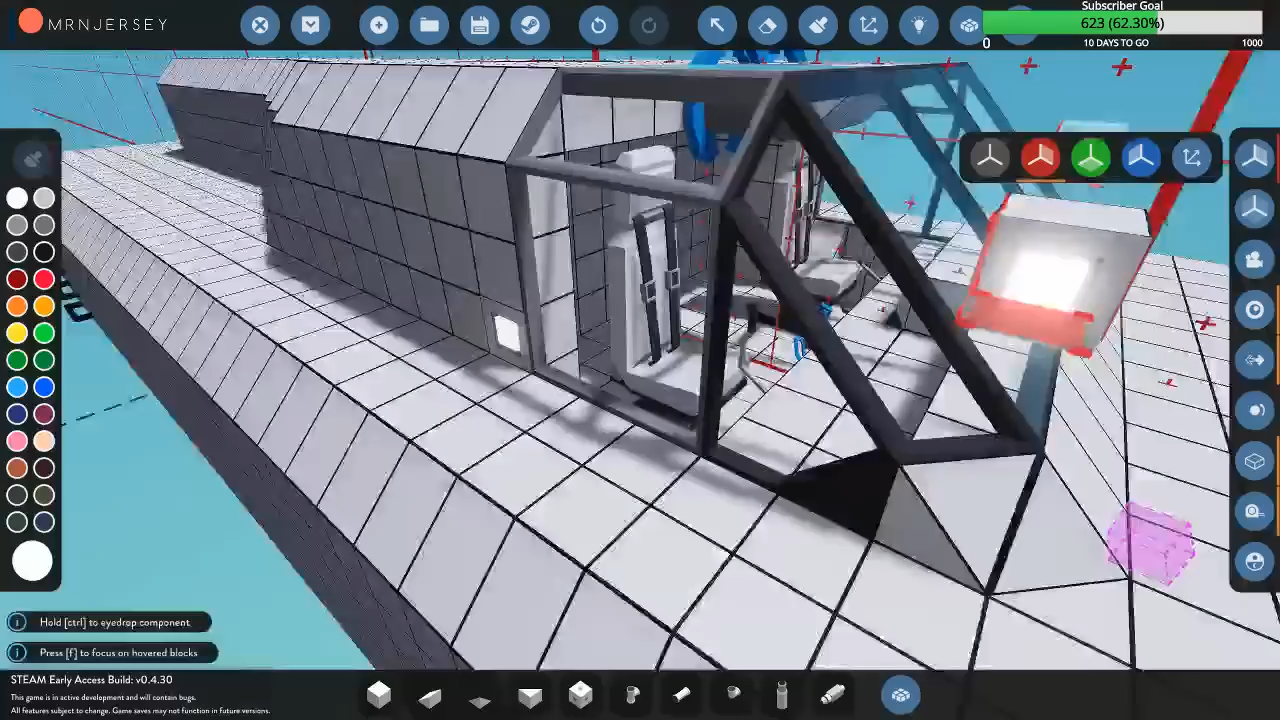 MRNJERSEY
Subscriber Goal
623 (62.30%)
0
10 DAYS TO GO
1000
Hold [ctrl] to eyedrop component
Press [f] to focus on hovered blocks
STEAM Early Access Build: v0.4.30
This game is in active development and will contain bugs.
All features subject to change. Game saves may not function in future versions.